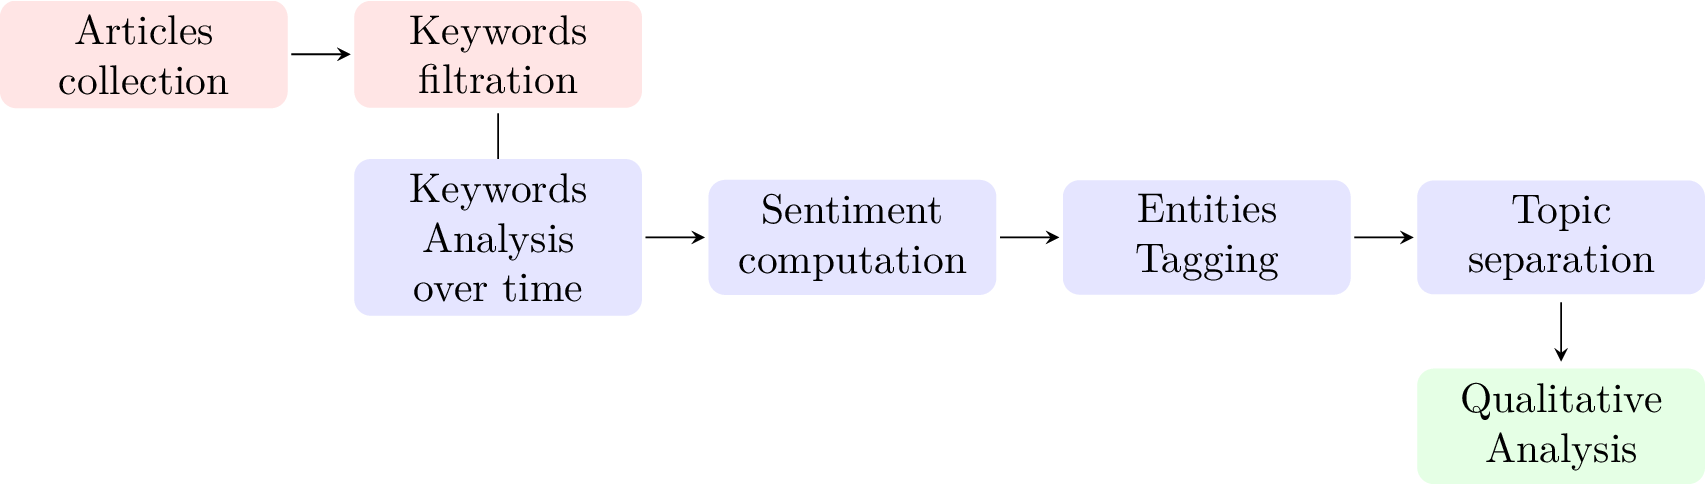 Articles
collection
Keywords
filtration
Keywords
Analysis
over time
Sentiment
computation
Entities
Tagging
Topic
separation
Qualitative
Analysis